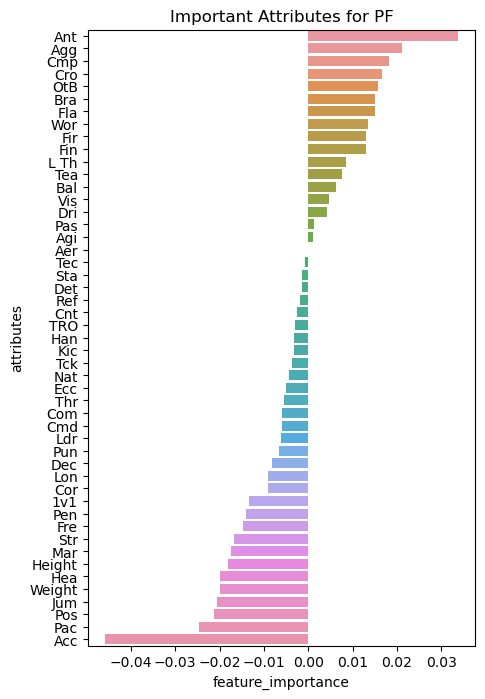 Important Attributes for PF
Ant
Agg
Cmp
Cro
OtB
Bra
Fla
Wor
Fir
Fin
L Th
Tea
Bal
Vis
Dri
Pas
Agi
Aer
Tec
Sta
Det
Ref
Cnt
TRO
Han
Kic
Tck
Nat
Ecc
Thr
Com
Cmd
Ldr
Pun
Dec
Lon
Cor
1v1
Pen
Fre
Str
Mar
Height
Hea
Weight
Jum
Pos
Pac
Acc
attributes
−0.04 −0.03 −0.02 −0.01 0.00 0.01 0.02 0.03
feature_importance